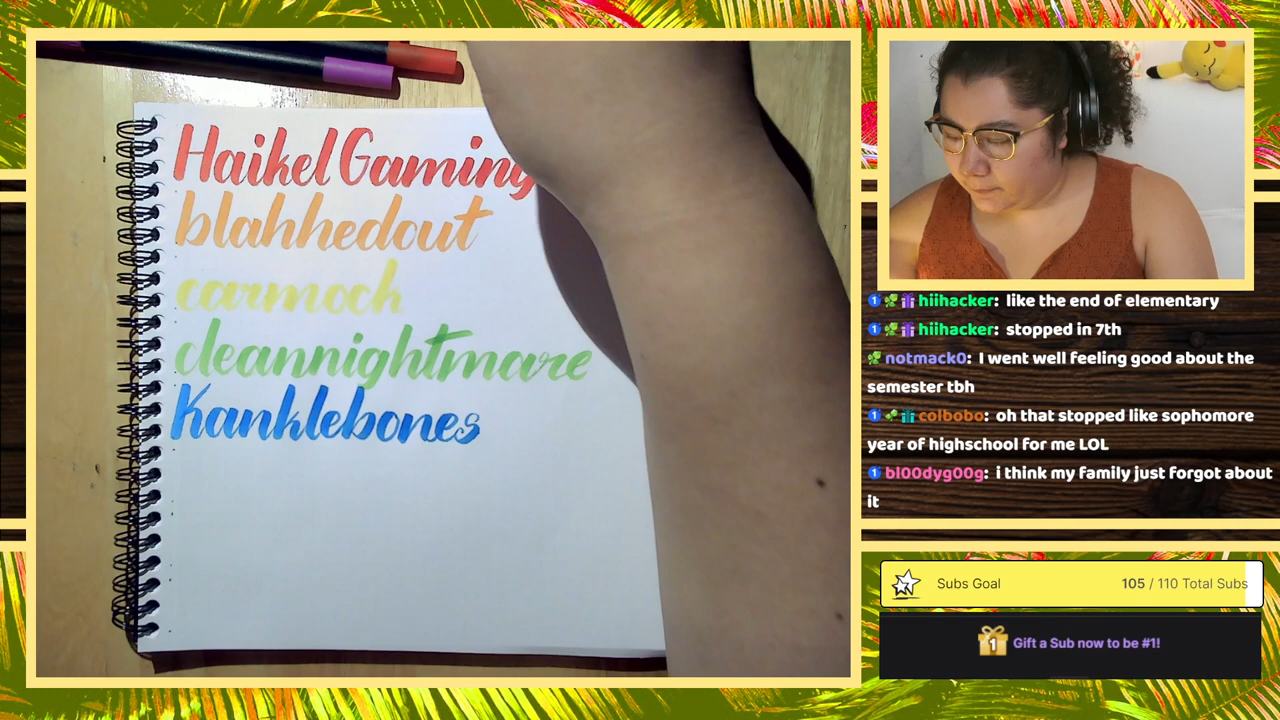 HaikelGaming
blahhedout
carmock
cleannightmare
Kanklebones
hiihacker: like the end of elementary
hiihacker: stopped in 7th
notmack0: I went well feeling good about the
semester tbh
colbobo: oh that stopped like sophomore
year of highschool for me LOL
bl00dyg00g: i think my family just forgot about
it
Subs Goal 105 / 110 Total Subs
1 Gift a Sub now to be #1!